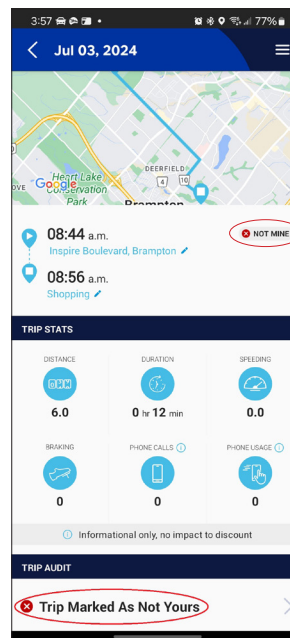 3:57 77%
Jul 03, 2024
DEERFIELD
4 10
Heart Lake
Conservation
Park
Google
Brampton
08:44 a.m.
NOT MINE
Inspire Boulevard, Brampton
08:56 a.m.
Shopping
TRIP STATS
DISTANCE DURATION SPEEDING
6.0 0 hr 12 min 0.0
BRAKING PHONE CALLS PHONE USAGE
0 0 0
Informational only, no impact to discount
TRIP AUDIT
Trip Marked As Not Yours